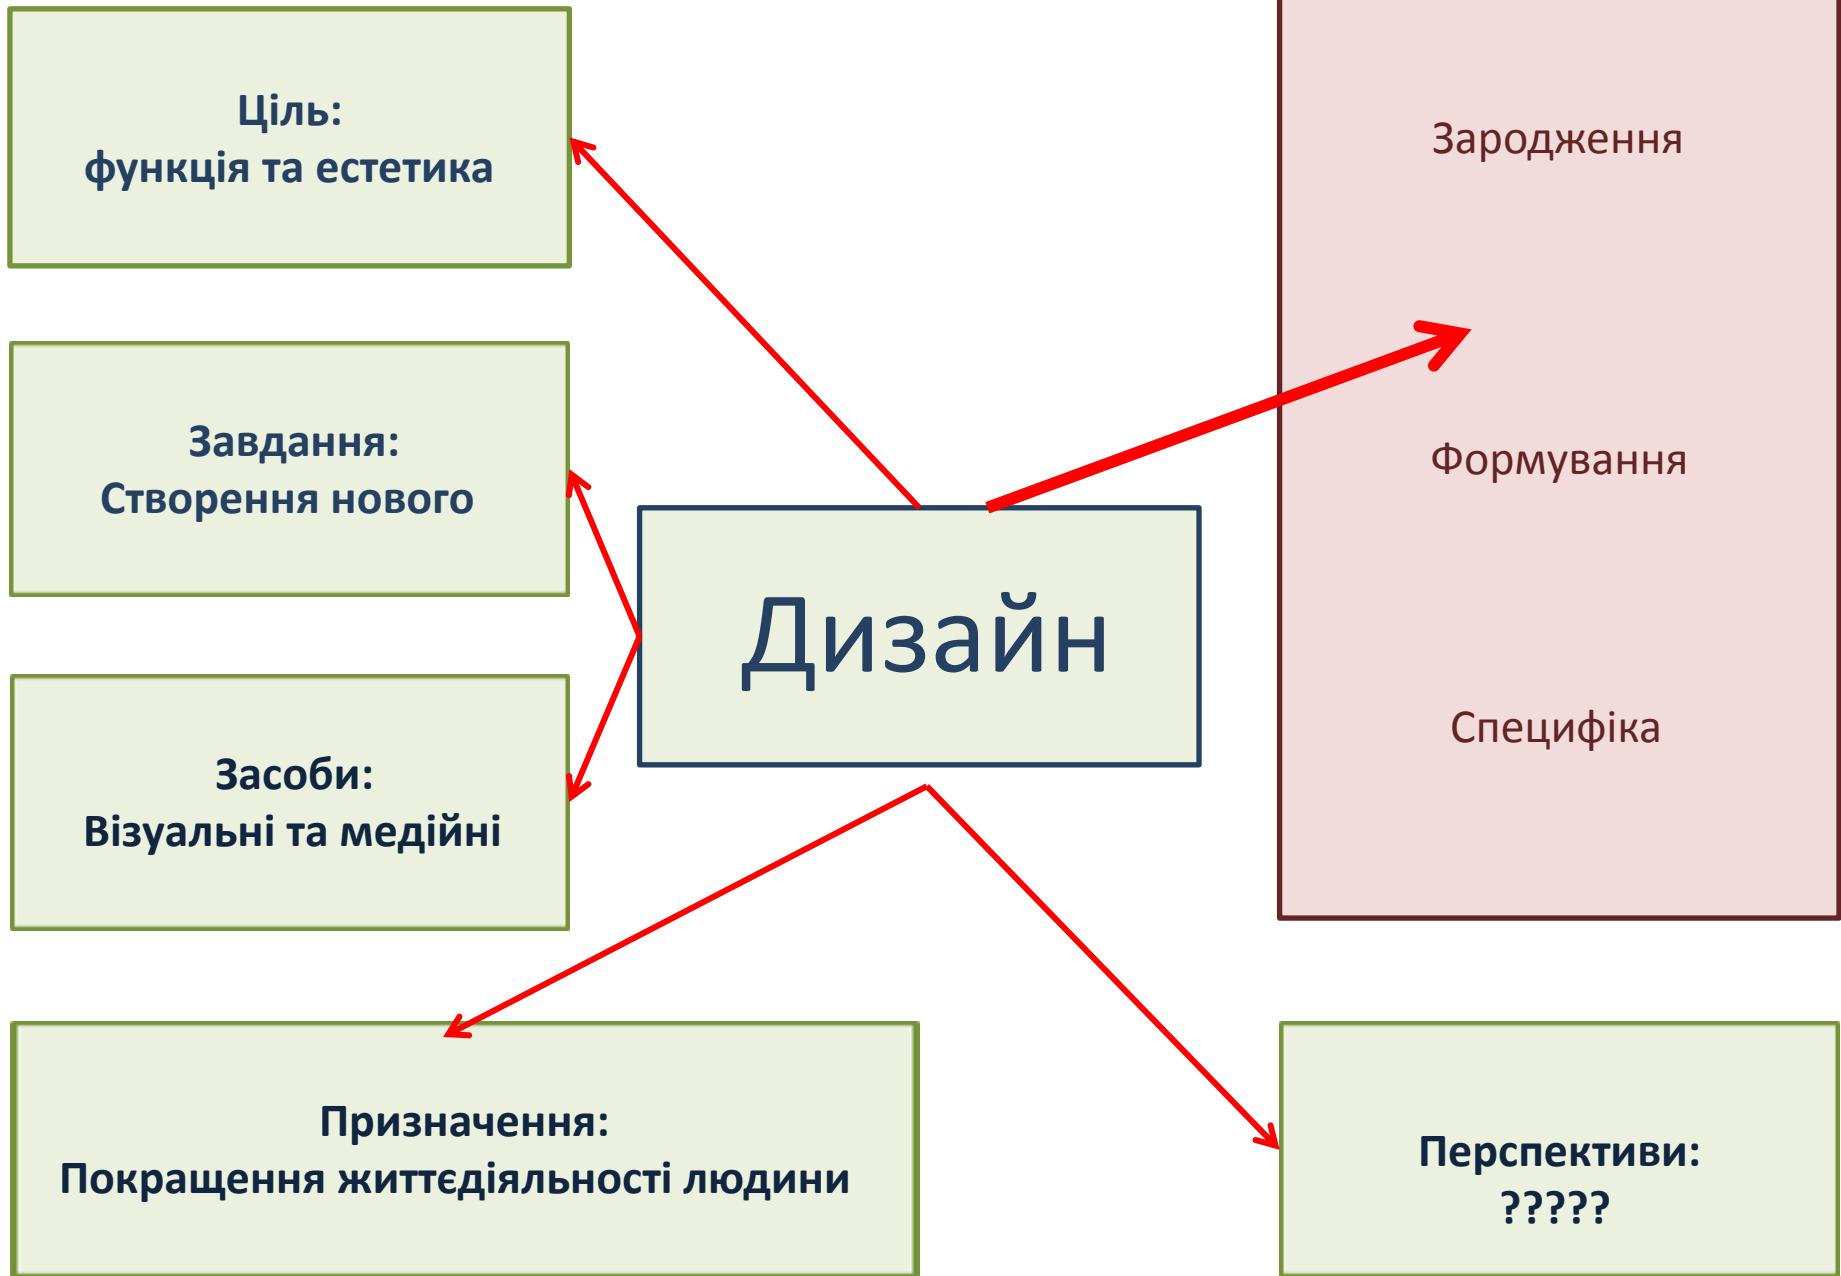 Ціль:
функція та естетика
Завдання:
Створення нового
Засоби:
Візуальні та медійні
Дизайн
Зародження
Формування
Специфіка
Призначення:
Покращення життєдіяльності людини
Перспективи:
?????